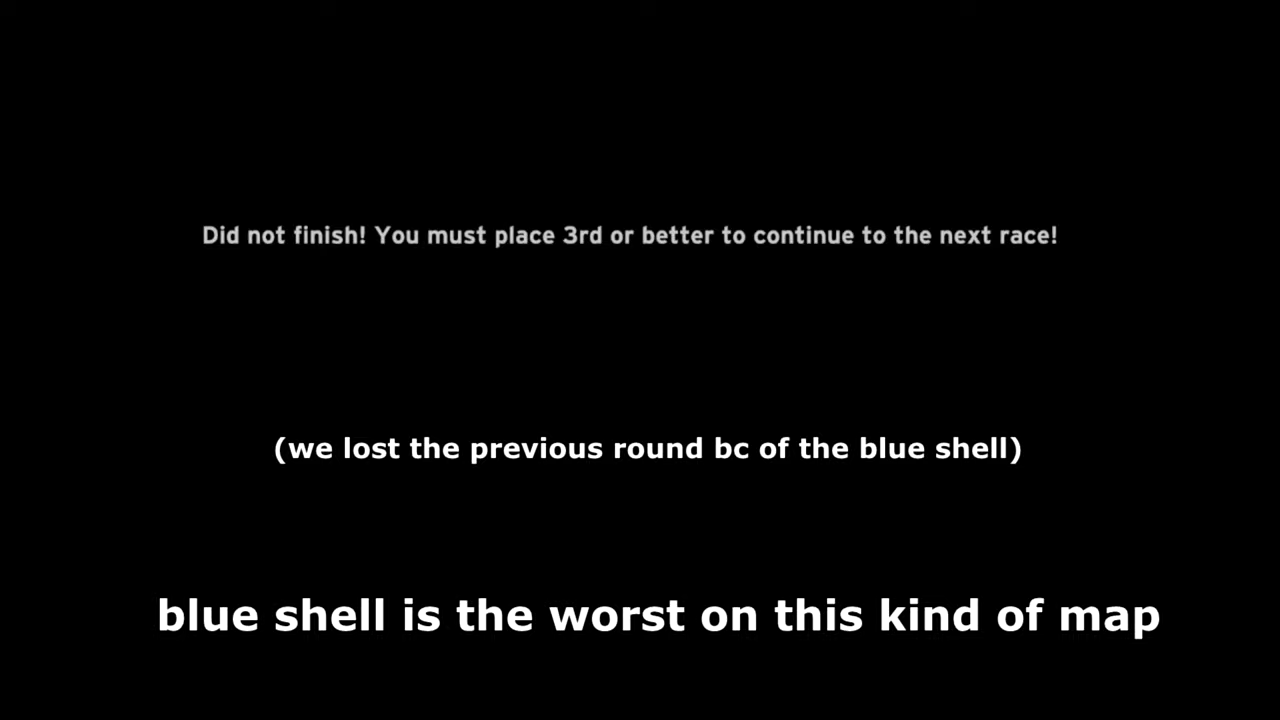 Did not finish! You must place 3rd or better to continue to the next race!
(we lost the previous round bc of the blue shell)
blue shell is the worst on this kind of map